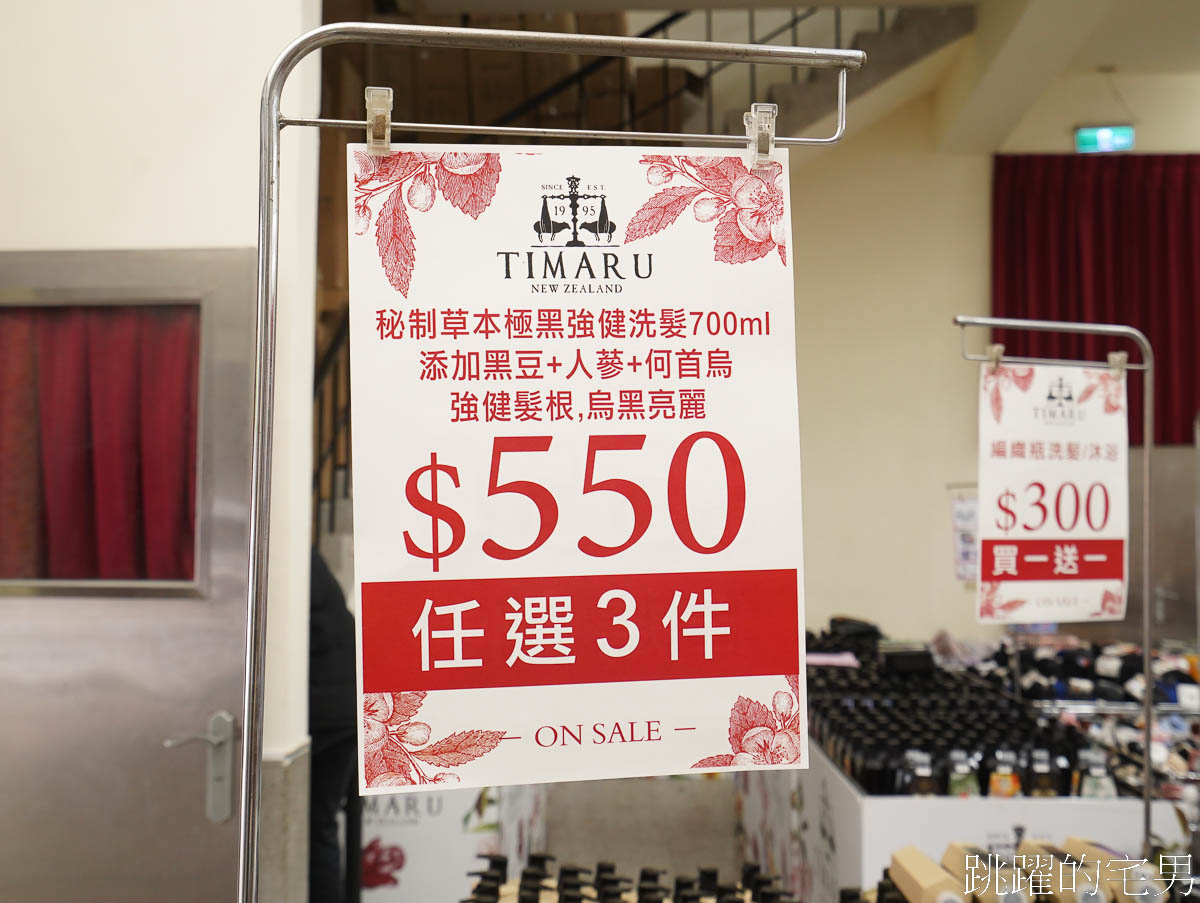 SINCE EST.
1995
TIMARU
NEW ZEALAND
秘制草本極黑強健洗髮700ml
添加黑豆+人蔘+何首烏
強健髮根,烏黑亮麗
$550
任選3件
— ON SALE —
TIMARU
編織瓶洗髮/沐浴
$300
買一送一
ON SALE
MARU
跳躍的宅男